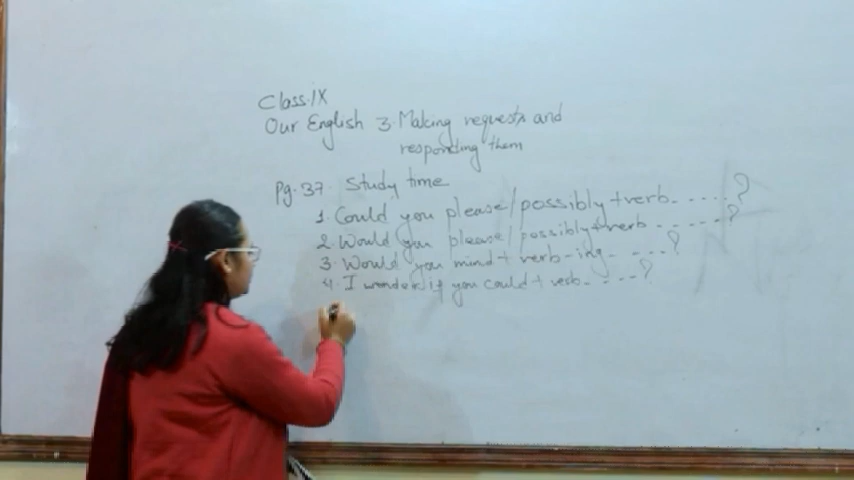 Class.IX
Our English 3. Making requests and
responding them
Pg. 37. Study time
1. Could you please/possibly + verb. ....?
2. Would you please/possibly + verb ......?
3. Would you mind + verb-ing. ....?
4. I wonder if you could + verb. ....?